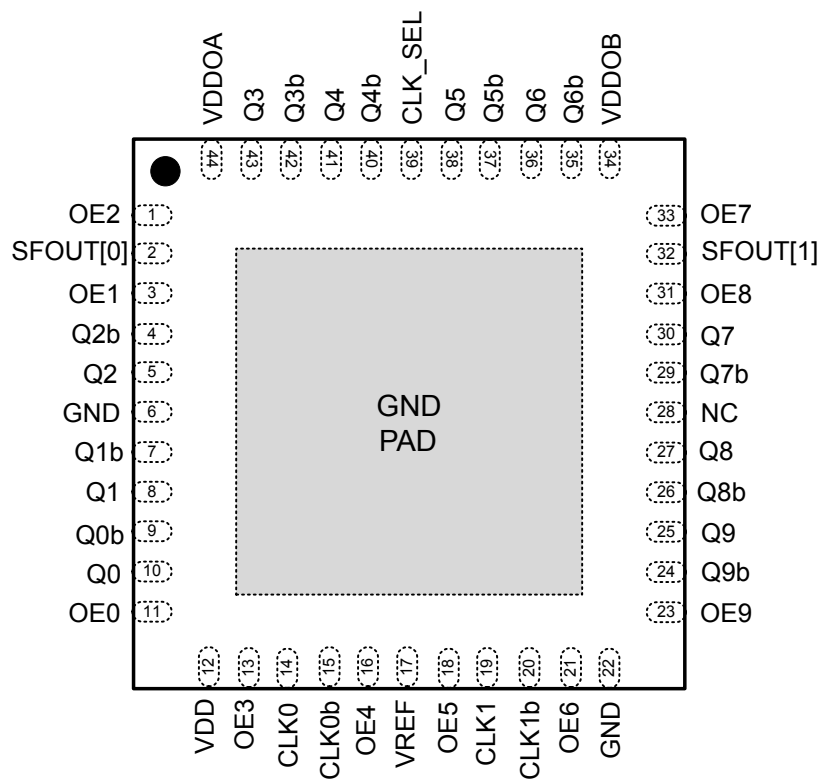 VDDOA
Q3
Q3b
Q4
Q4b
CLK_SEL
Q5
Q5b
Q6
Q6b
VDDOB
44
43
42
41
40
39
38
37
36
35
34
OE2 1
SFOUT[0] 2
OE1 3
Q2b 4
Q2 5
GND 6
Q1b 7
Q1 8
Q0b 9
Q0 10
OE0 11
GND
PAD
33 OE7
32 SFOUT[1]
31 OE8
30 Q7
29 Q7b
28 NC
27 Q8
26 Q8b
25 Q9
24 Q9b
23 OE9
12
13
14
15
16
17
18
19
20
21
22
VDD
OE3
CLK0
CLK0b
OE4
VREF
OE5
CLK1
CLK1b
OE6
GND